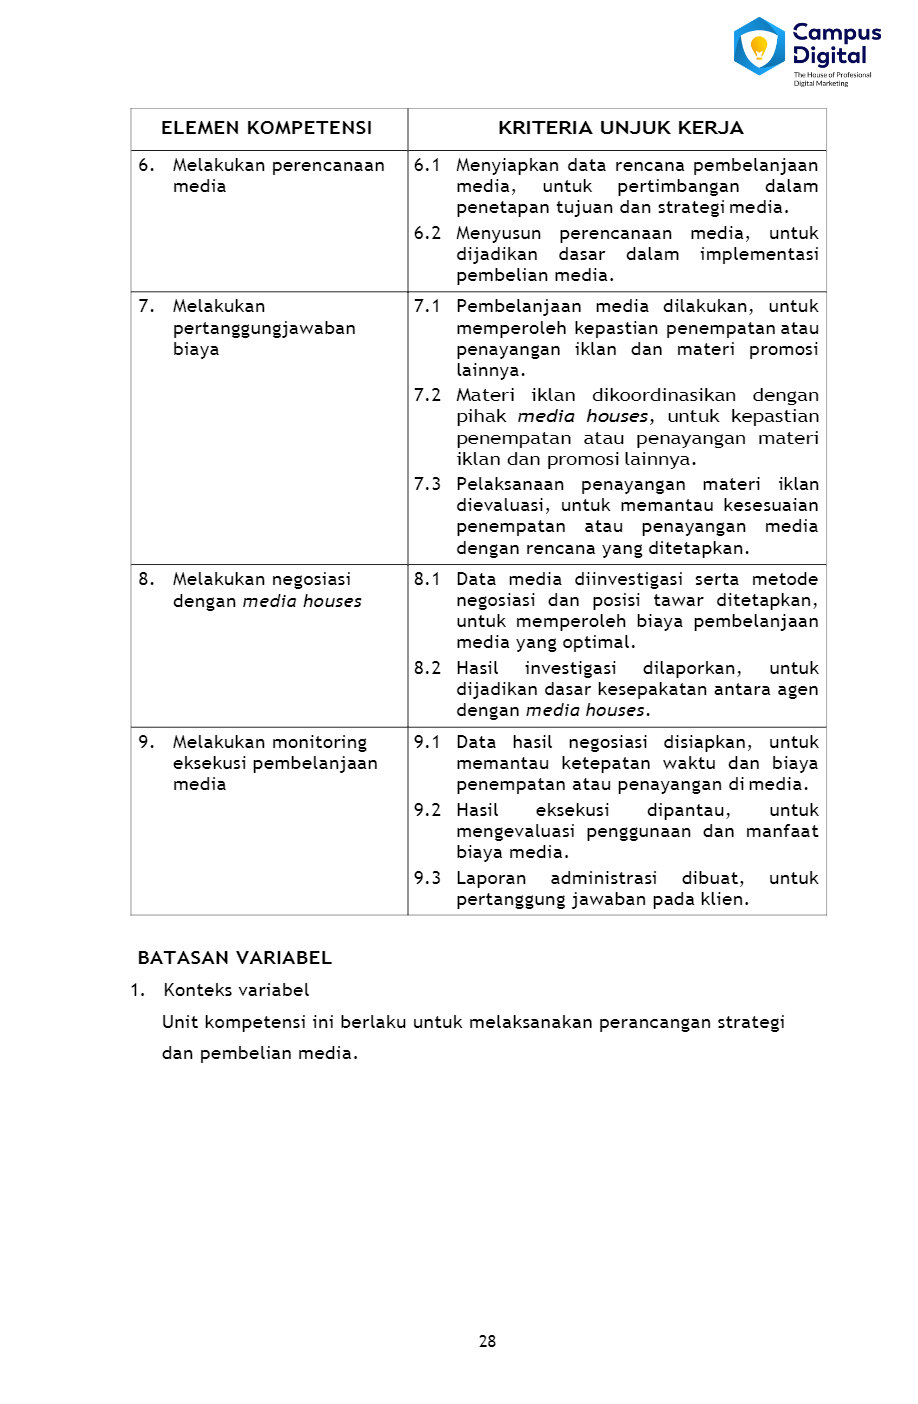 Campus
Digital
The House of Profesional
Digital Marketing
ELEMEN KOMPETENSI
KRITERIA UNJUK KERJA
6. Melakukan perencanaan
media
6.1 Menyiapkan data rencana pembelanjaan
media, untuk pertimbangan dalam
penetapan tujuan dan strategi media.
6.2 Menyusun perencanaan media, untuk
dijadikan dasar dalam implementasi
pembelian media.
7. Melakukan
pertanggungjawaban
biaya
7.1 Pembelanjaan media dilakukan, untuk
memperoleh kepastian penempatan atau
penayangan iklan dan materi promosi
lainnya.
7.2 Materi iklan dikoordinasikan dengan
pihak media houses, untuk kepastian
penempatan atau penayangan materi
iklan dan promosi lainnya.
7.3 Pelaksanaan penayangan materi iklan
dievaluasi, untuk memantau kesesuaian
penempatan atau penayangan media
dengan rencana yang ditetapkan.
8. Melakukan negosiasi
dengan media houses
8.1 Data media diinvestigasi serta metode
negosiasi dan posisi tawar ditetapkan,
untuk memperoleh biaya pembelanjaan
media yang optimal.
8.2 Hasil investigasi dilaporkan, untuk
dijadikan dasar kesepakatan antara agen
dengan media houses.
9. Melakukan monitoring
eksekusi pembelanjaan
media
9.1 Data hasil negosiasi disiapkan, untuk
memantau ketepatan waktu dan biaya
penempatan atau penayangan di media.
9.2 Hasil eksekusi dipantau, untuk
mengevaluasi penggunaan dan manfaat
biaya media.
9.3 Laporan administrasi dibuat, untuk
pertanggung jawaban pada klien.
BATASAN VARIABEL
1. Konteks variabel
Unit kompetensi ini berlaku untuk melaksanakan perancangan strategi
dan pembelian media.
28